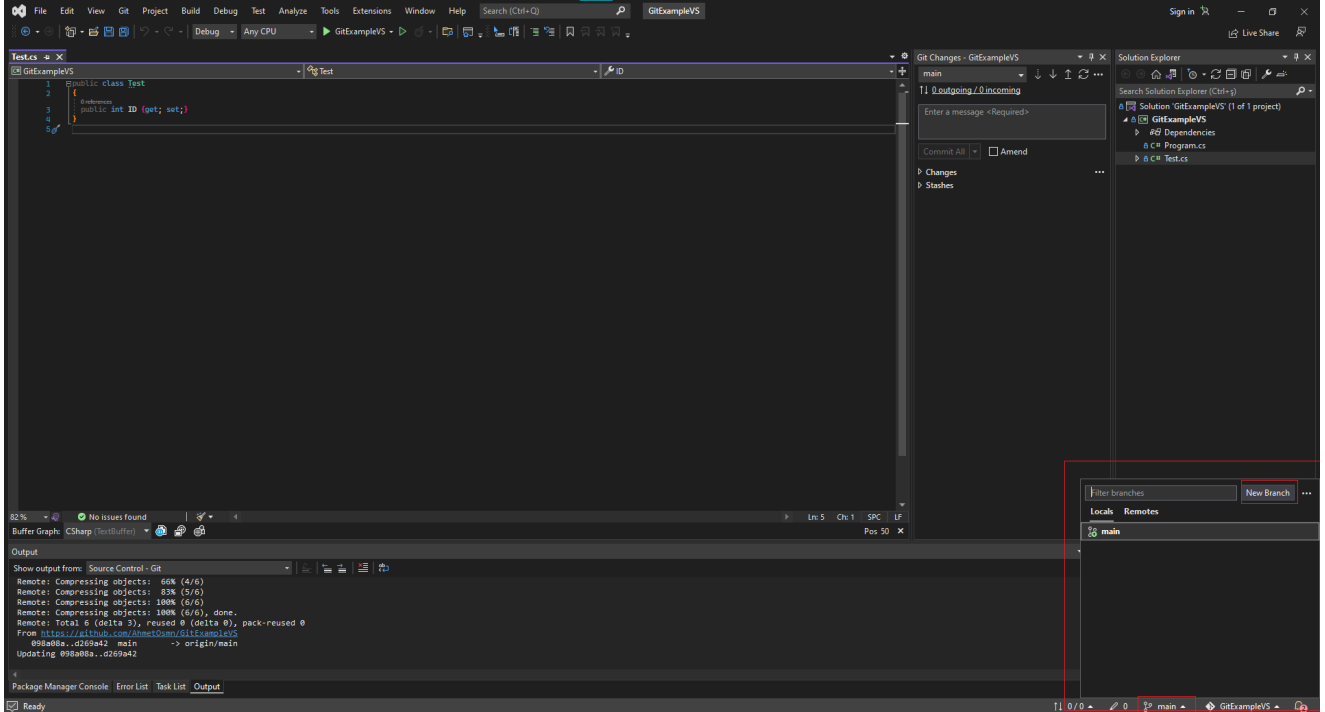 File Edit View Git Project Build Debug Test Analyze Tools Extensions Window Help Search (Ctrl+Q) GitExampleVS Sign in
Debug Any CPU GitExampleVS Live Share
Test.cs
GitExampleVS Test ID
1 public class Test
2 {
0 references
3 public int ID {get; set;}
4 }
5
82 % No issues found Ln: 5 Ch: 1 SPC LF
Buffer Graph: CSharp (TextBuffer) Pos 50
Git Changes - GitExampleVS
main
0 outgoing / 0 incoming
Enter a message <Required>
Commit All Amend
Changes
Stashes
Solution Explorer
Search Solution Explorer (Ctrl+ş)
Solution 'GitExampleVS' (1 of 1 project)
GitExampleVS
Dependencies
C# Program.cs
C# Test.cs
Filter branches New Branch
Locals Remotes
main
Output
Show output from: Source Control - Git
Remote: Compressing objects: 66% (4/6)
Remote: Compressing objects: 83% (5/6)
Remote: Compressing objects: 100% (6/6)
Remote: Compressing objects: 100% (6/6), done.
Remote: Total 6 (delta 3), reused 0 (delta 0), pack-reused 0
From https://github.com/AhmetOsmn/GitExampleVS
098a08a..d269a42 main -> origin/main
Updating 098a08a..d269a42
Package Manager Console Error List Task List Output
Ready 0 / 0 0 main GitExampleVS